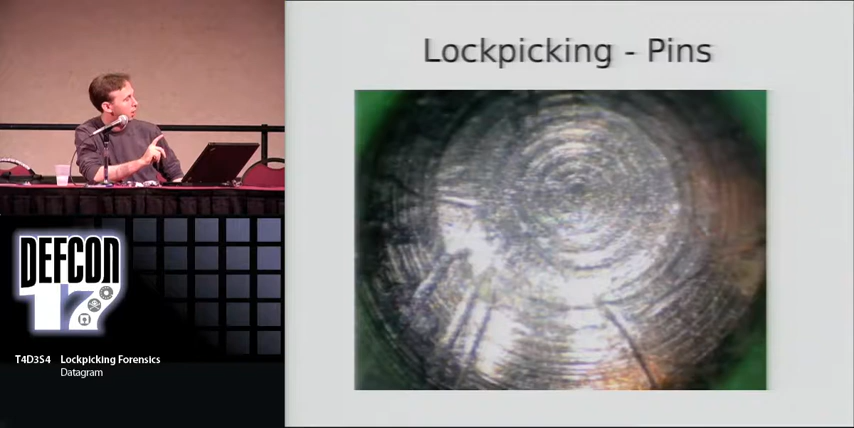 Lockpicking - Pins
DEFCON
17
T4D3S4 Lockpicking Forensics
Datagram